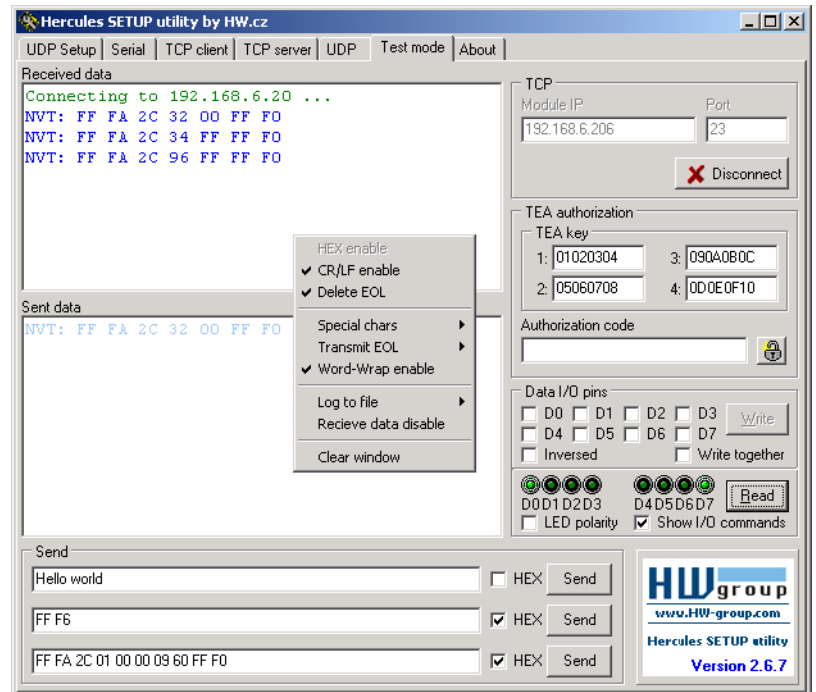 Hercules SETUP utility by HW.cz
UDP Setup Serial TCP client TCP server UDP Test mode About
Received data
Connecting to 192.168.6.20 ...
NVT: FF FA 2C 32 00 FF F0
NVT: FF FA 2C 34 FF FF F0
NVT: FF FA 2C 96 FF FF F0
HEX enable
CR/LF enable
Delete EOL
Special chars
Transmit EOL
Word-Wrap enable
Log to file
Recieve data disable
Clear window
Sent data
NVT: FF FA 2C 32 00 FF F0
TCP
Module IP Port
192.168.6.206 23
Disconnect
TEA authorization
TEA key
1: 01020304 3: 090A0B0C
2: 05060708 4: 0D0E0F10
Authorization code
Data I/O pins
D0 D1 D2 D3 Write
D4 D5 D6 D7
Inversed Write together
D0D1D2D3 D4D5D6D7 Read
LED polarity Show I/O commands
Send
Hello world HEX Send
FF F6 HEX Send
FF FA 2C 01 00 00 09 60 FF F0 HEX Send
HW group
www.HW-group.com
Hercules SETUP utility
Version 2.6.7